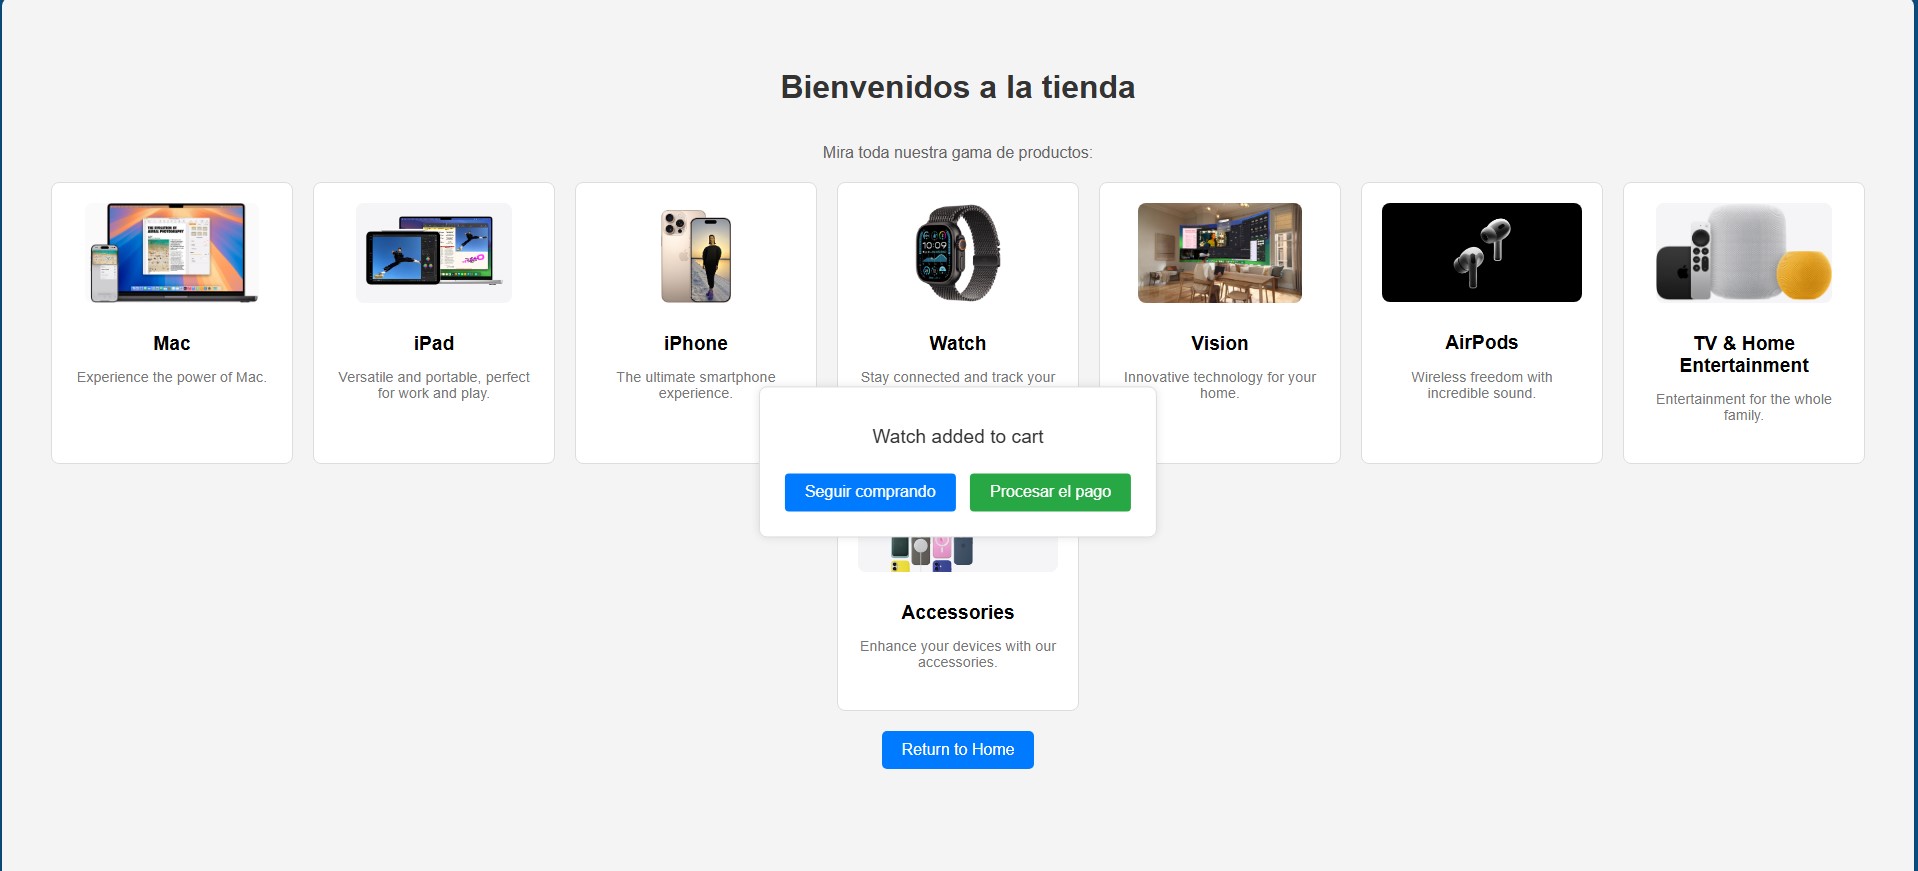 Bienvenidos a la tienda
Mira toda nuestra gama de productos:
Mac
Experience the power of Mac.
iPad
Versatile and portable, perfect
for work and play.
iPhone
The ultimate smartphone
experience.
Watch
Stay connected and track your
Vision
Innovative technology for your
home.
AirPods
Wireless freedom with
incredible sound.
TV & Home
Entertainment
Entertainment for the whole
family.
Watch added to cart
Seguir comprando
Procesar el pago
Accessories
Enhance your devices with our
accessories.
Return to Home